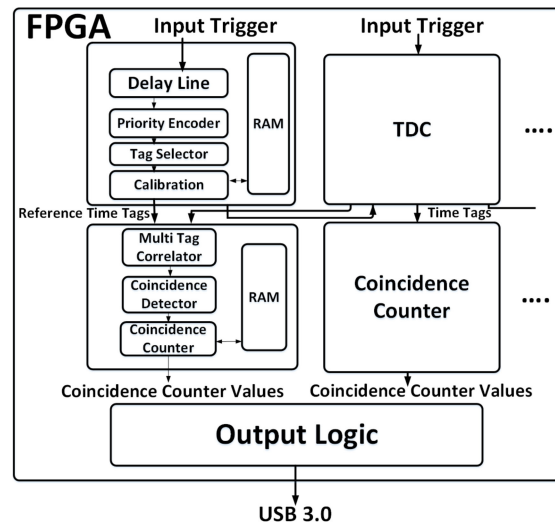 FPGA
Input Trigger
Input Trigger
Delay Line
Priority Encoder
Tag Selector
Calibration
RAM
TDC
....
Reference Time Tags
Time Tags
Multi Tag
Correlator
Coincidence
Detector
Coincidence
Counter
RAM
Coincidence
Counter
....
Coincidence Counter Values
Coincidence Counter Values
Output Logic
USB 3.0